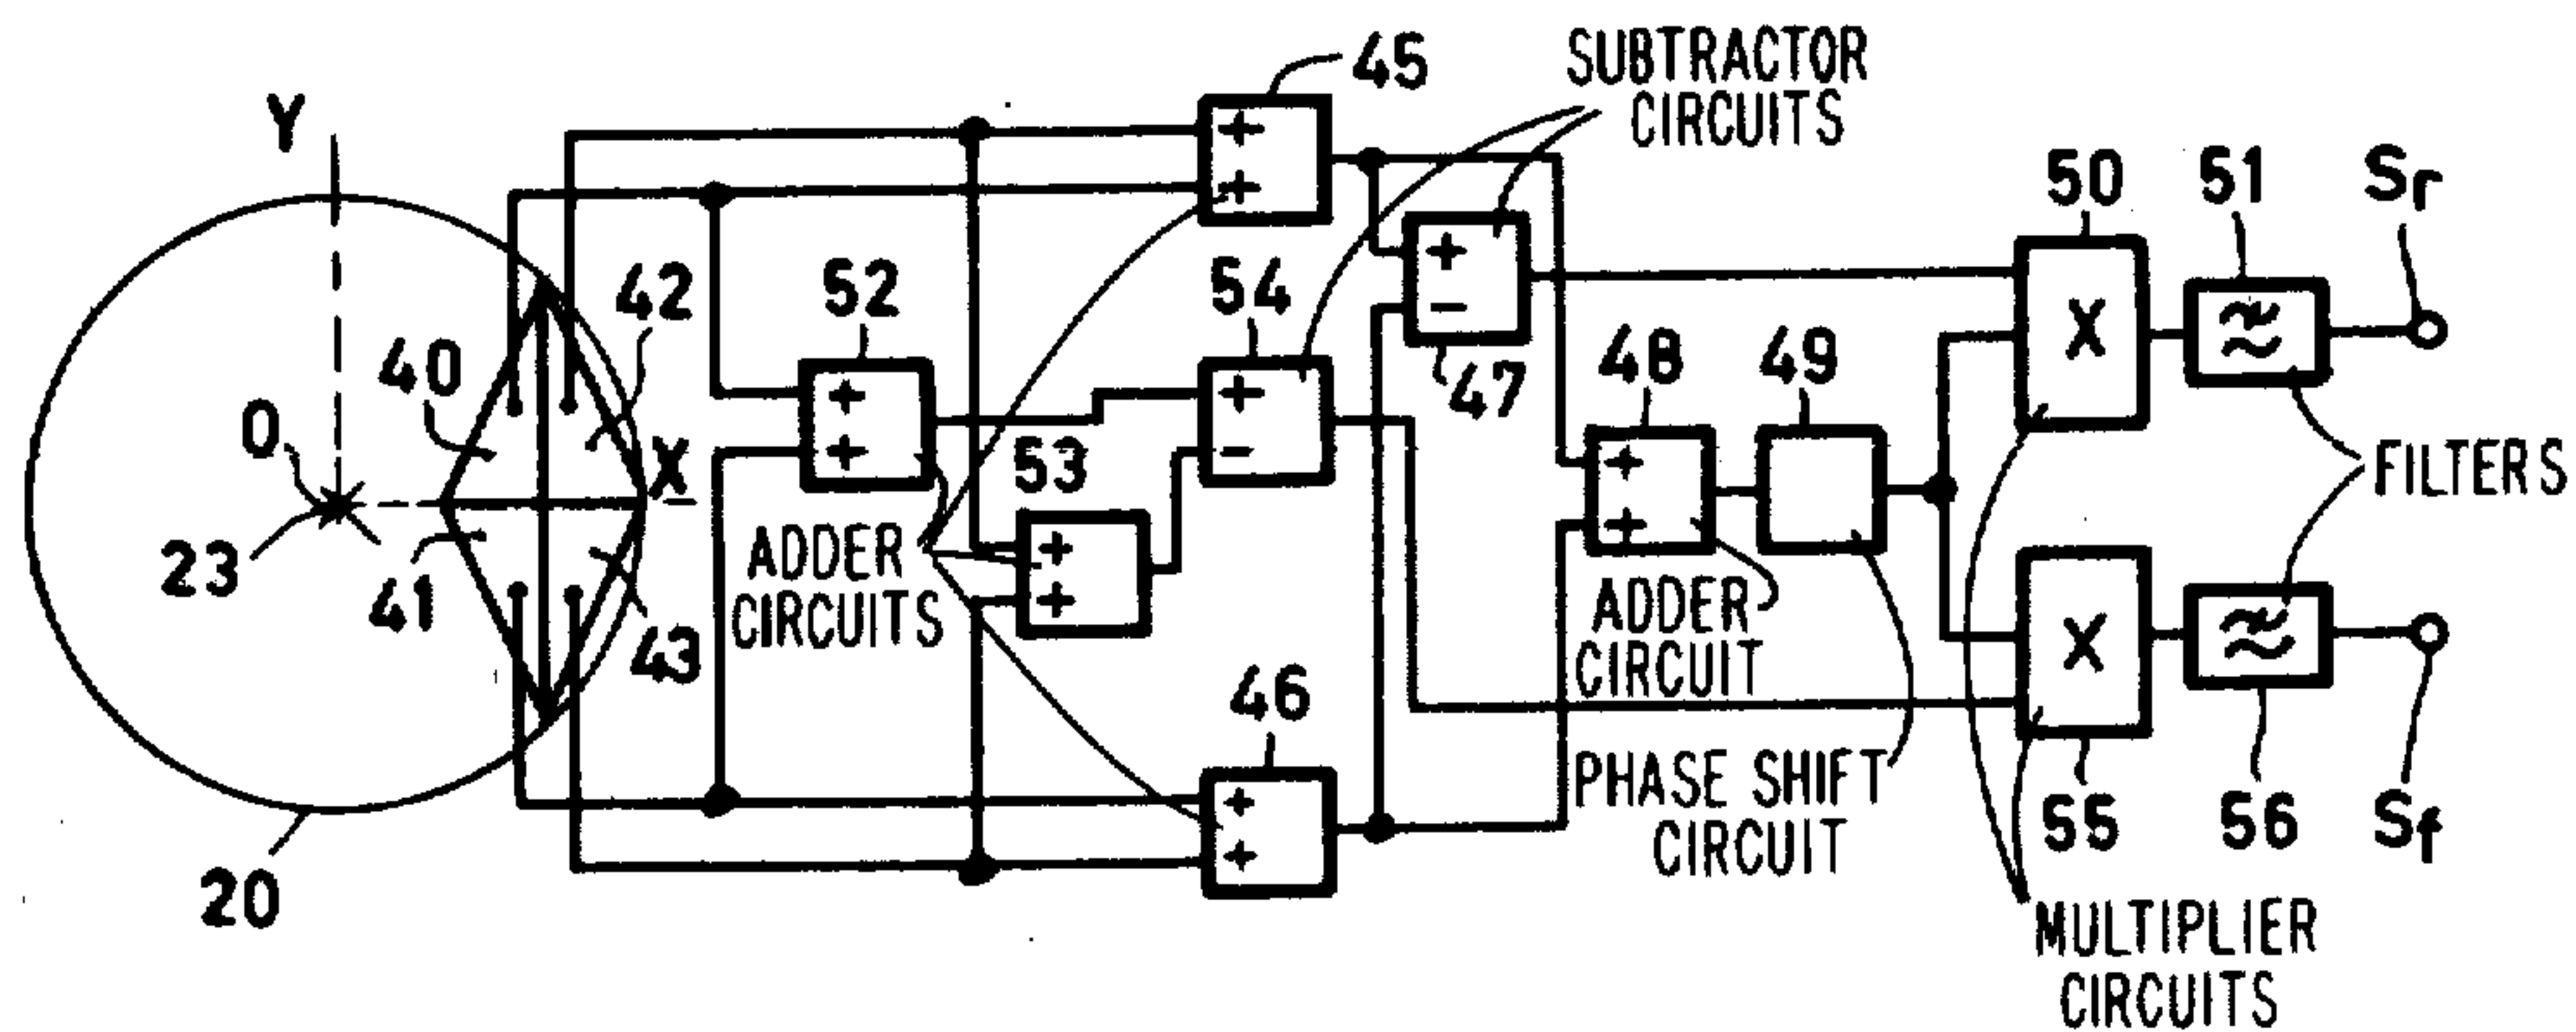 Y
45
SUBTRACTOR
CIRCUITS
50
51
Sr
42
52
54
40
47
48
49
O
X
53
FILTERS
23
41
43
ADDER
CIRCUITS
ADDER
CIRCUIT
46
PHASE SHIFT
CIRCUIT
55
56
Sf
20
MULTIPLIER
CIRCUITS
+
+
+
+
+
-
+
-
+
+
+
+
+
+
X
X